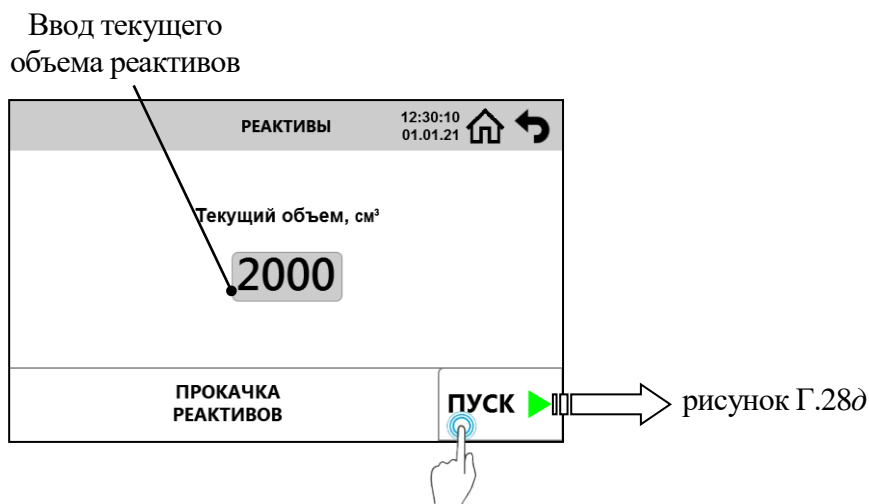 Ввод текущего
объема реактивов
РЕАКТИВЫ
12:30:10
01.01.21
Текущий объем, см³
2000
ПРОКАЧКА
РЕАКТИВОВ
ПУСК
рисунок Г.28д